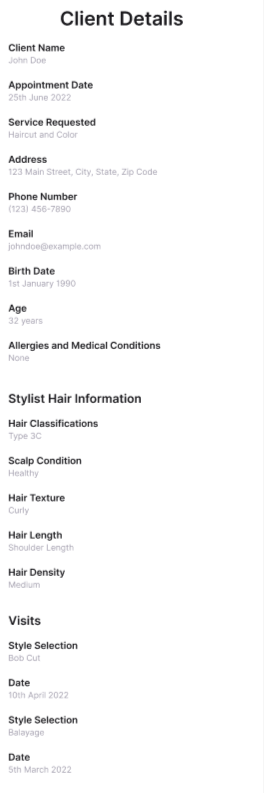 Client Details
Client Name
John Doe
Appointment Date
25th June 2022
Service Requested
Haircut and Color
Address
123 Main Street, City, State, Zip Code
Phone Number
(123) 456-7890
Email
johndoe@example.com
Birth Date
1st January 1990
Age
32 years
Allergies and Medical Conditions
None
Stylist Hair Information
Hair Classifications
Type 3C
Scalp Condition
Healthy
Hair Texture
Curly
Hair Length
Shoulder Length
Hair Density
Medium
Visits
Style Selection
Bob Cut
Date
10th April 2022
Style Selection
Balayage
Date
5th March 2022